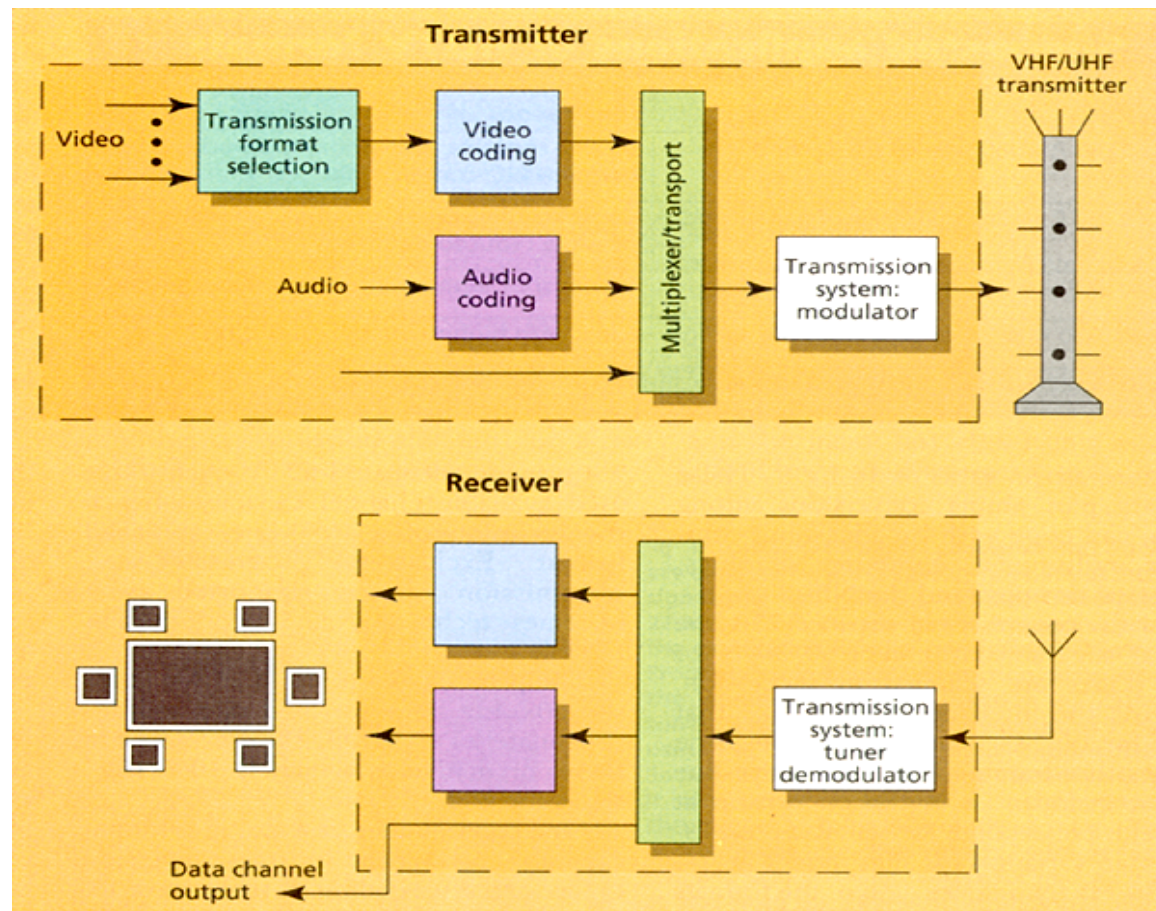 Transmitter
VHF/UHF
transmitter
Video
Transmission
format
selection
Video
coding
Multiplexer/transport
Audio
Audio
coding
Transmission
system:
modulator
Receiver
Transmission
system:
tuner
demodulator
Data channel
output